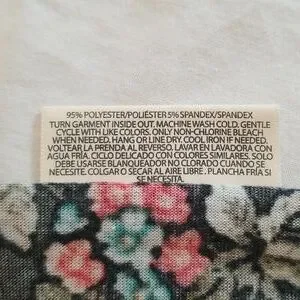 95% POLYESTER/POLIÉSTER 5% SPANDEX/SPANDEX
TURN GARMENT INSIDE OUT. MACHINE WASH COLD. GENTLE
CYCLE WITH LIKE COLORS. ONLY NON-CHLORINE BLEACH
WHEN NEEDED. HANG OR LINE DRY. COOL IRON IF NEEDED.
VOLTEAR LA PRENDA AL REVERSO. LAVAR EN LAVADORA CON
AGUA FRÍA. CICLO DELICADO CON COLORES SIMILARES. SOLO
DEBE USARSE BLANQUEADOR NO CLORADO CUANDO SE
NECESITE. COLGAR O SECAR AL AIRE LIBRE. PLANCHA FRÍA SI
SE NECESITA.